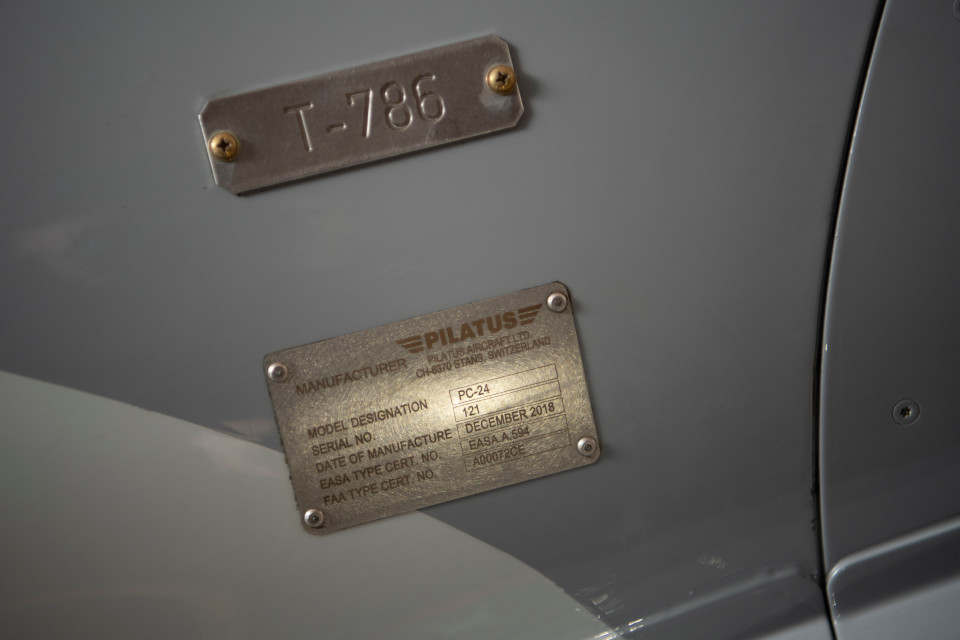 T-786
PILATUS
MANUFACTURER PILATUS AIRCRAFT LTD
CH-6370 STANS, SWITZERLAND
MODEL DESIGNATION PC-24
SERIAL NO. 121
DATE OF MANUFACTURE DECEMBER 2018
EASA TYPE CERT. NO. EASA.A.594
FAA TYPE CERT. NO. A00072CE